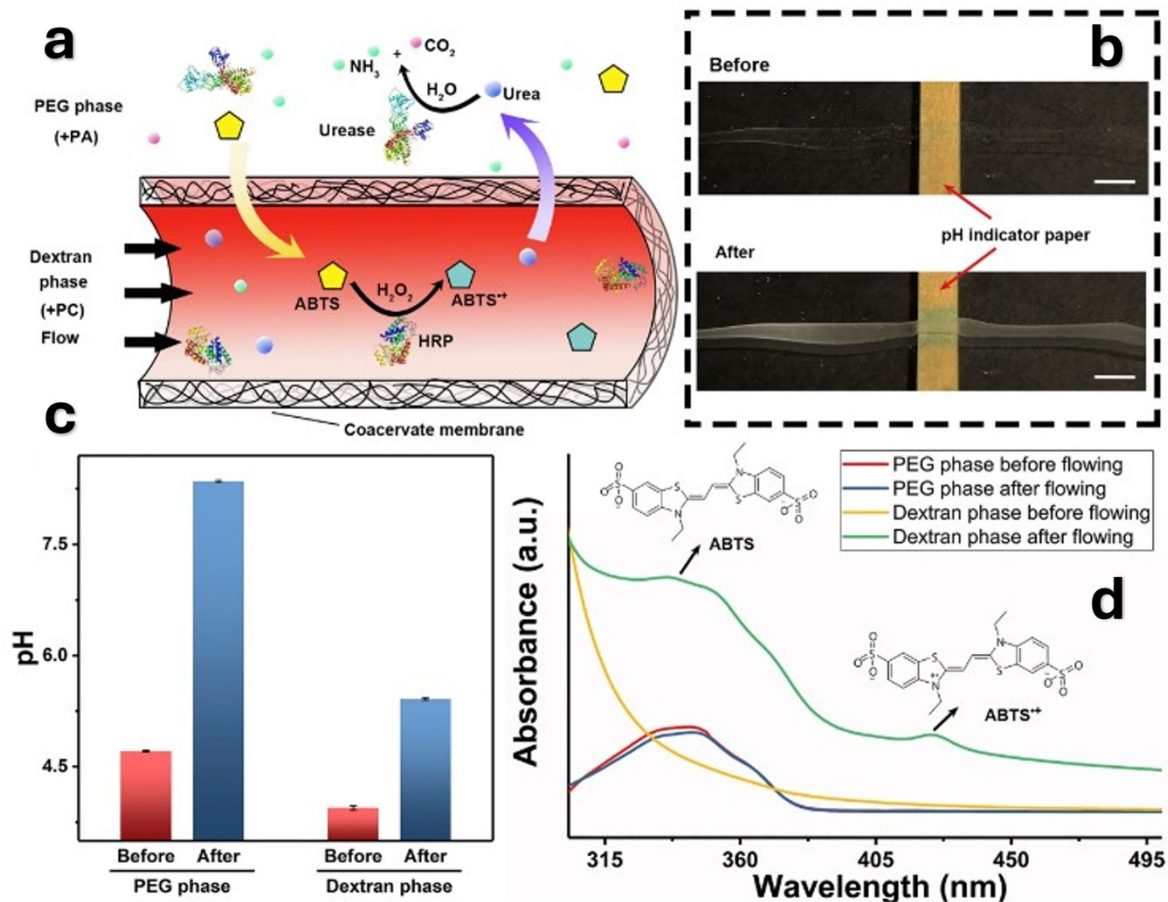 a
PEG phase
(+PA)
NH₃
+
CO₂
H₂O
Urea
Urease
Dextran
phase
(+PC)
Flow
ABTS
H₂O₂
ABTS•+
HRP
Coacervate membrane
b
Before
pH indicator paper
After
c
pH
7.5
6.0
4.5
Before After Before After
PEG phase Dextran phase
d
PEG phase before flowing
PEG phase after flowing
Dextran phase before flowing
Dextran phase after flowing
Absorbance (a.u.)
O
O S
O
-
S
N
S
N
O
S O
O
-
ABTS
O
O S
O
-
S
N
•+
S
N
O
S O
O
-
ABTS•+
315 360 405 450 495
Wavelength (nm)